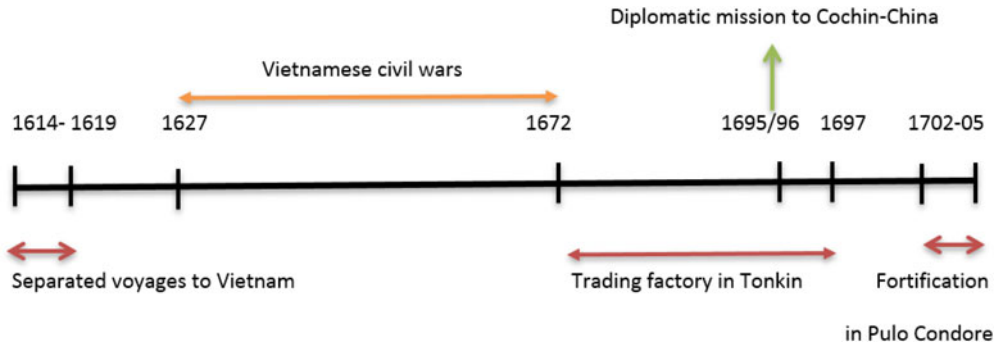 Diplomatic mission to Cochin-China
Vietnamese civil wars
1614- 1619 1627 1672 1695/96 1697 1702-05
Separated voyages to Vietnam Trading factory in Tonkin Fortification
in Pulo Condore